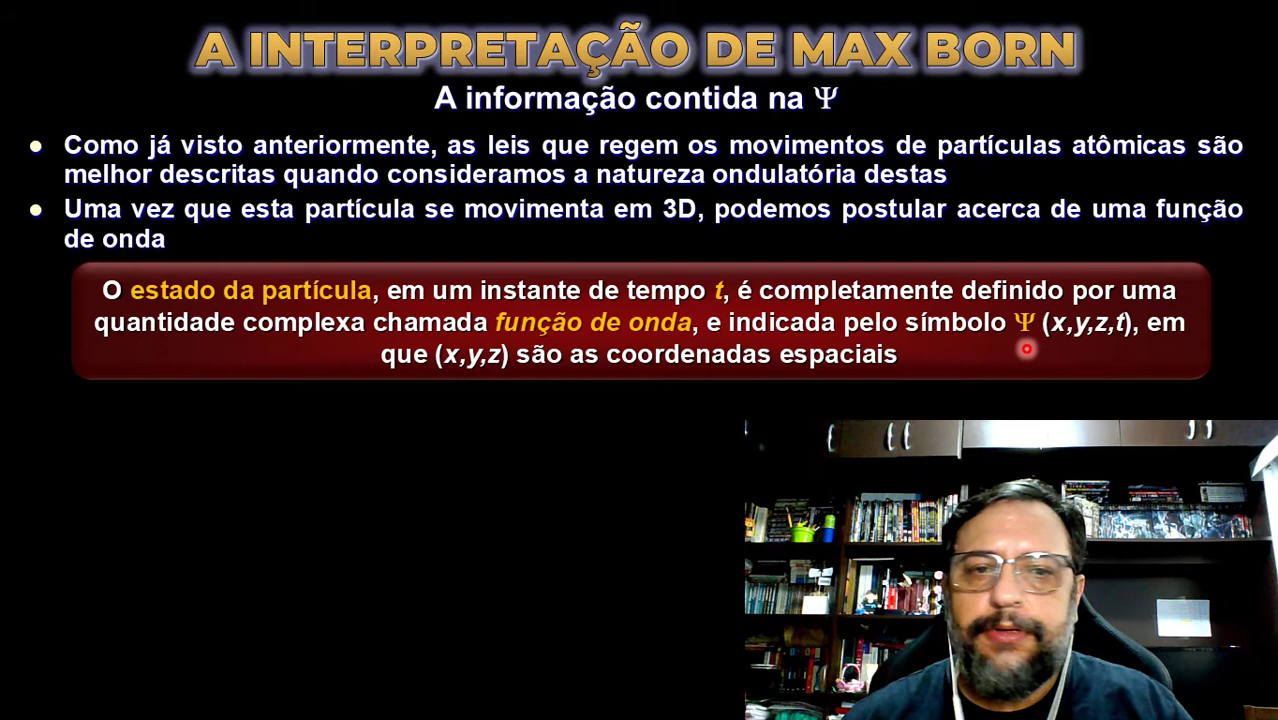 A INTERPRETAÇÃO DE MAX BORN
A informação contida na Ψ
● Como já visto anteriormente, as leis que regem os movimentos de partículas atômicas são
melhor descritas quando consideramos a natureza ondulatória destas
● Uma vez que esta partícula se movimenta em 3D, podemos postular acerca de uma função
de onda
O estado da partícula, em um instante de tempo t, é completamente definido por uma
quantidade complexa chamada função de onda, e indicada pelo símbolo Ψ (x,y,z,t), em
que (x,y,z) são as coordenadas espaciais